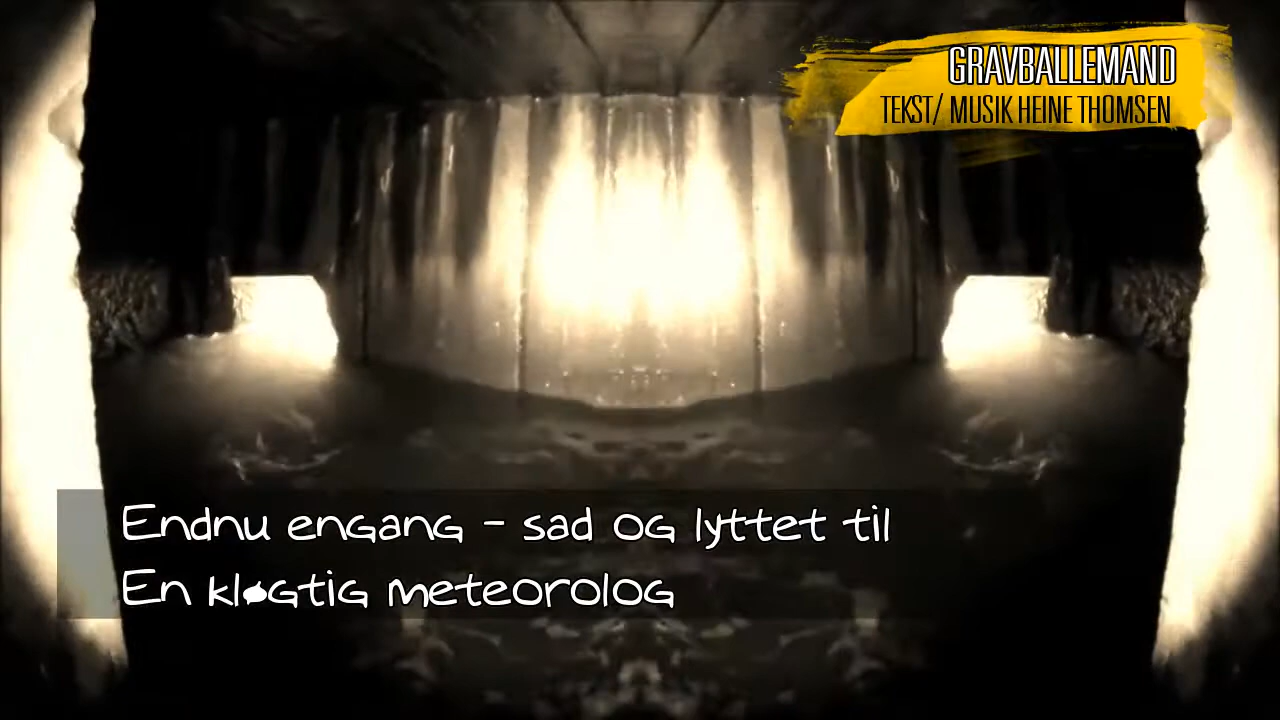 GRAVBALLEMAND
TEKST/ MUSIK HEINE THOMSEN
Endnu engang - sad og lyttet til
En kløgtig meteorolog